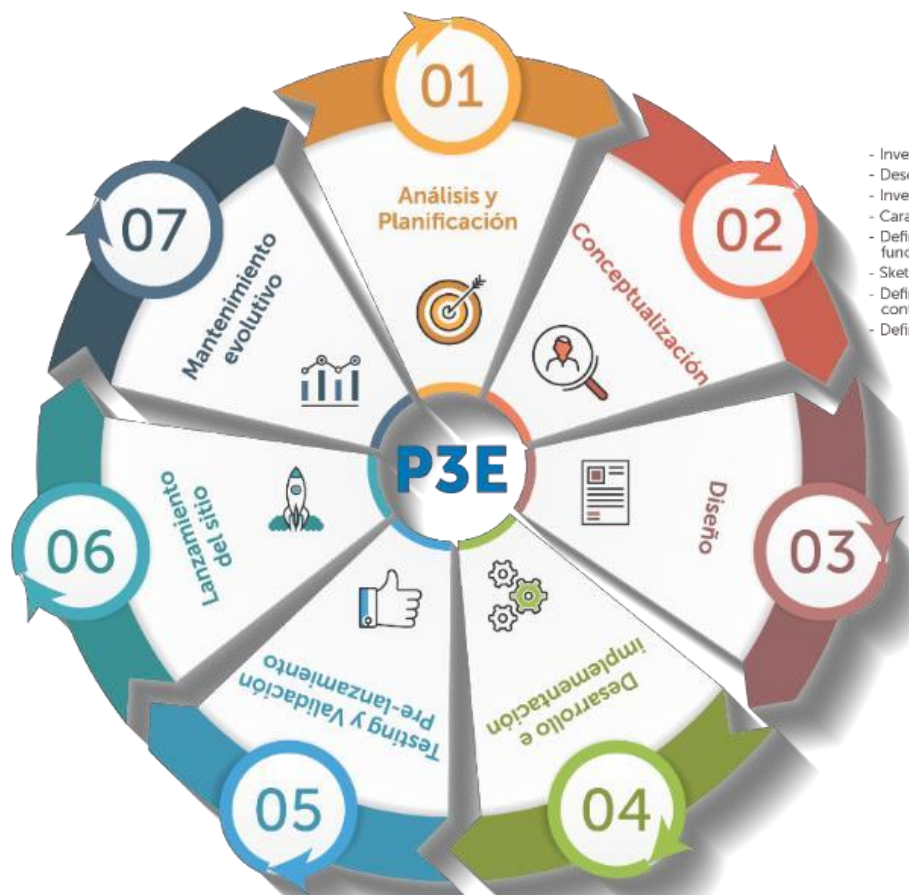 01
Análisis y
Planificación
02
Conceptualización
03
Diseño
04
Desarrollo e
implementación
05
Testing y Validación
Pre-lanzamiento
06
Lanzamiento
del sitio
07
Mantenimiento
evolutivo
P3E